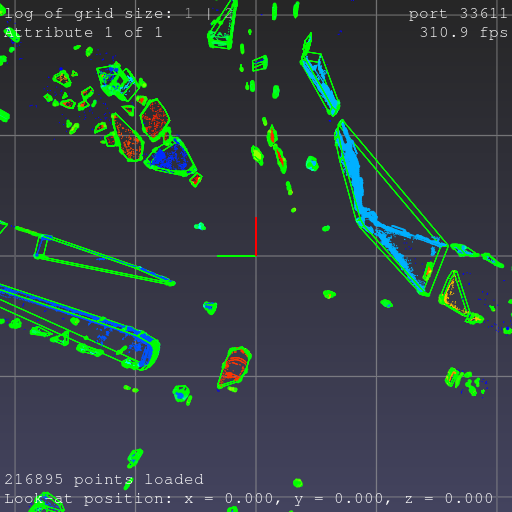 log of grid size: 1 | port 33611
Attribute 1 of 1 310.9 fps
216895 points loaded
Look-at position: x = 0.000, y = 0.000, z = 0.000